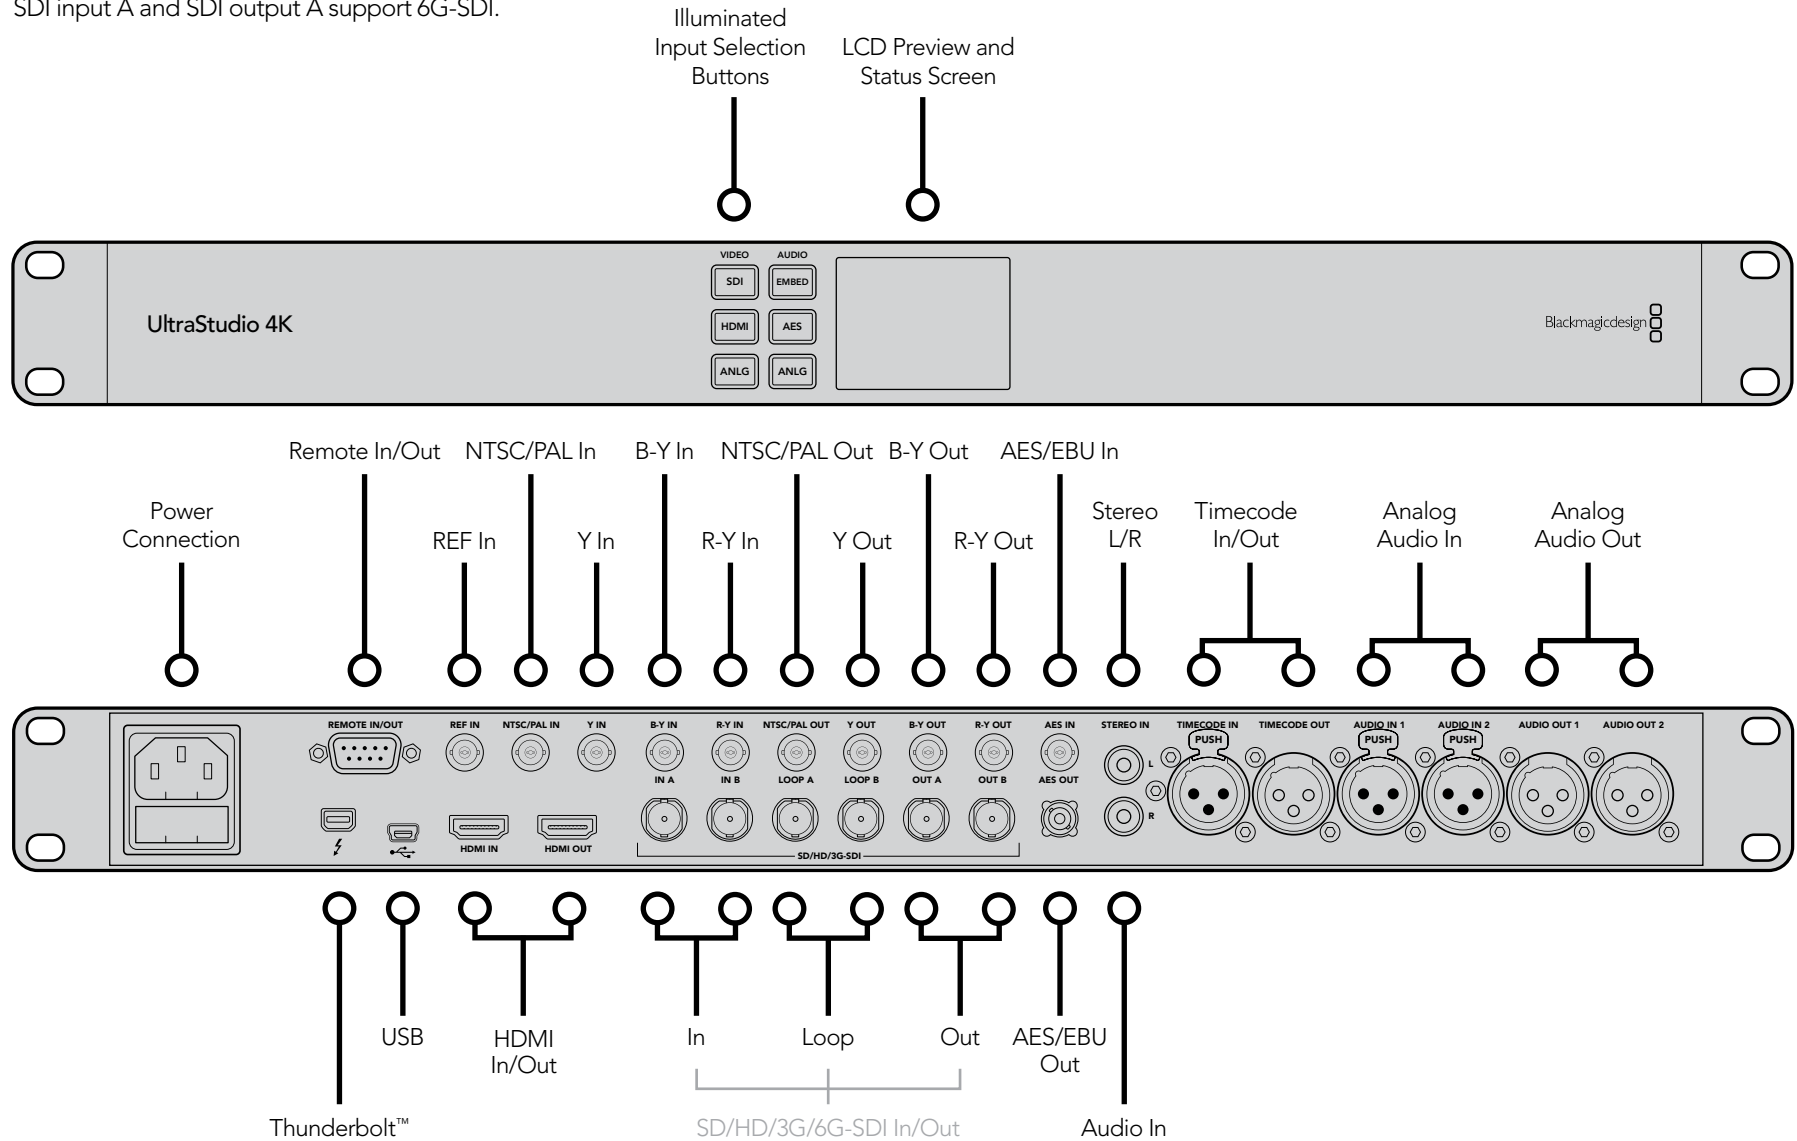 SDI input A and SDI output A support 6G-SDI.
Illuminated
Input Selection
Buttons
LCD Preview and
Status Screen
VIDEO AUDIO
SDI EMBED
HDMI AES
ANLG ANLG
UltraStudio 4K
Blackmagicdesign
Remote In/Out NTSC/PAL In B-Y In NTSC/PAL Out B-Y Out AES/EBU In
Power
Connection
REF In Y In R-Y In Y Out R-Y Out
Stereo
L/R
Timecode
In/Out
Analog
Audio In
Analog
Audio Out
REMOTE IN/OUT REF IN NTSC/PAL IN Y IN B-Y IN R-Y IN NTSC/PAL OUT Y OUT B-Y OUT R-Y OUT AES IN STEREO IN TIMECODE IN TIMECODE OUT AUDIO IN 1 AUDIO IN 2 AUDIO OUT 1 AUDIO OUT 2
PUSH PUSH PUSH
L
IN A IN B LOOP A LOOP B OUT A OUT B AES OUT
R
HDMI IN HDMI OUT
SD/HD/3G-SDI
USB
HDMI
In/Out
In Loop Out
AES/EBU
Out
Thunderbolt™
SD/HD/3G/6G-SDI In/Out
Audio In